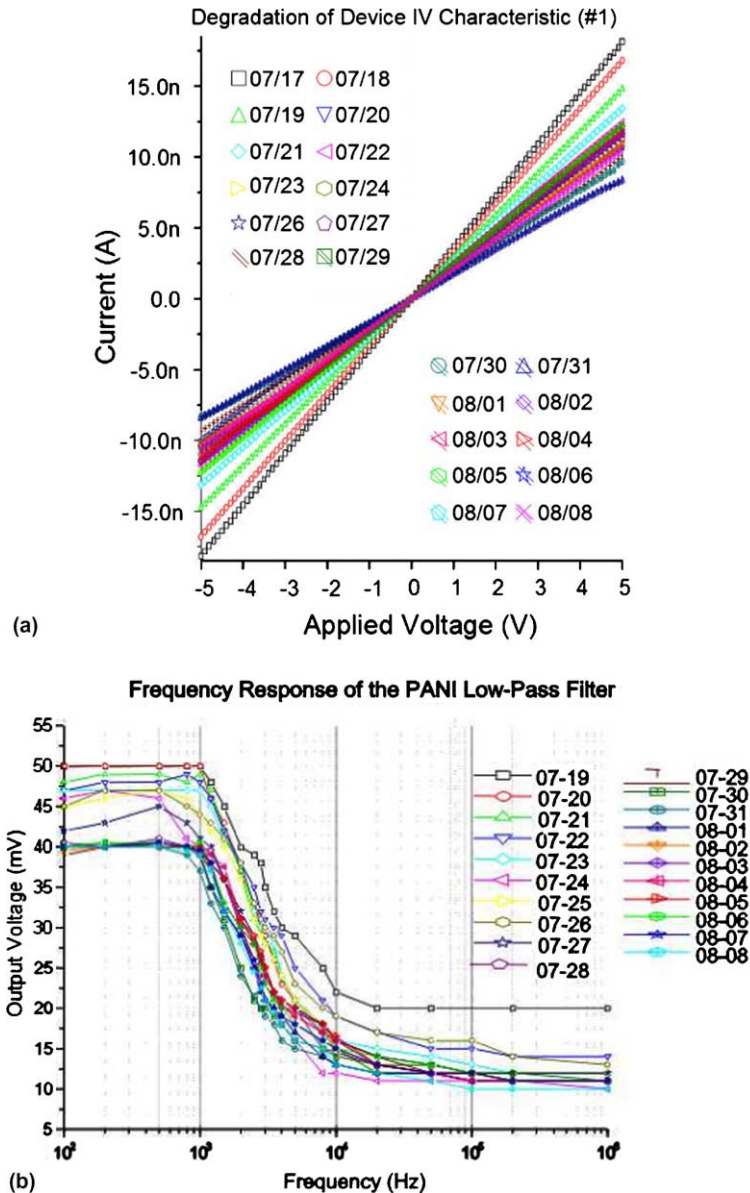 Degradation of Device IV Characteristic (#1)
Current (A)
15.0n
10.0n
5.0n
0.0
-5.0n
-10.0n
-15.0n
07/17 07/18
07/19 07/20
07/21 07/22
07/23 07/24
07/26 07/27
07/28 07/29
07/30 07/31
08/01 08/02
08/03 08/04
08/05 08/06
08/07 08/08
-5 -4 -3 -2 -1 0 1 2 3 4 5
Applied Voltage (V)
(a)
Frequency Response of the PANI Low-Pass Filter
Output Voltage (mV)
55
50
45
40
35
30
25
20
15
10
5
07-19
07-20
07-21
07-22
07-23
07-24
07-25
07-26
07-27
07-28
07-29
07-30
07-31
08-01
08-02
08-03
08-04
08-05
08-06
08-07
08-08
10² 10³ 10⁴ 10⁵ 10⁶
Frequency (Hz)
(b)